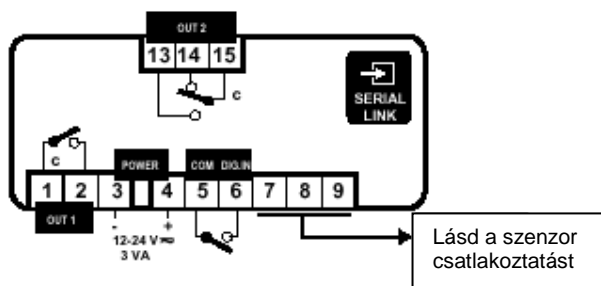 OUT 2
13 14 15
C
SERIAL
LINK
C
POWER COM DIG.IN
1 2 3 4 5 6 7 8 9
OUT 1
- +
12-24 V
3 VA
Lásd a szenzor
csatlakoztatást